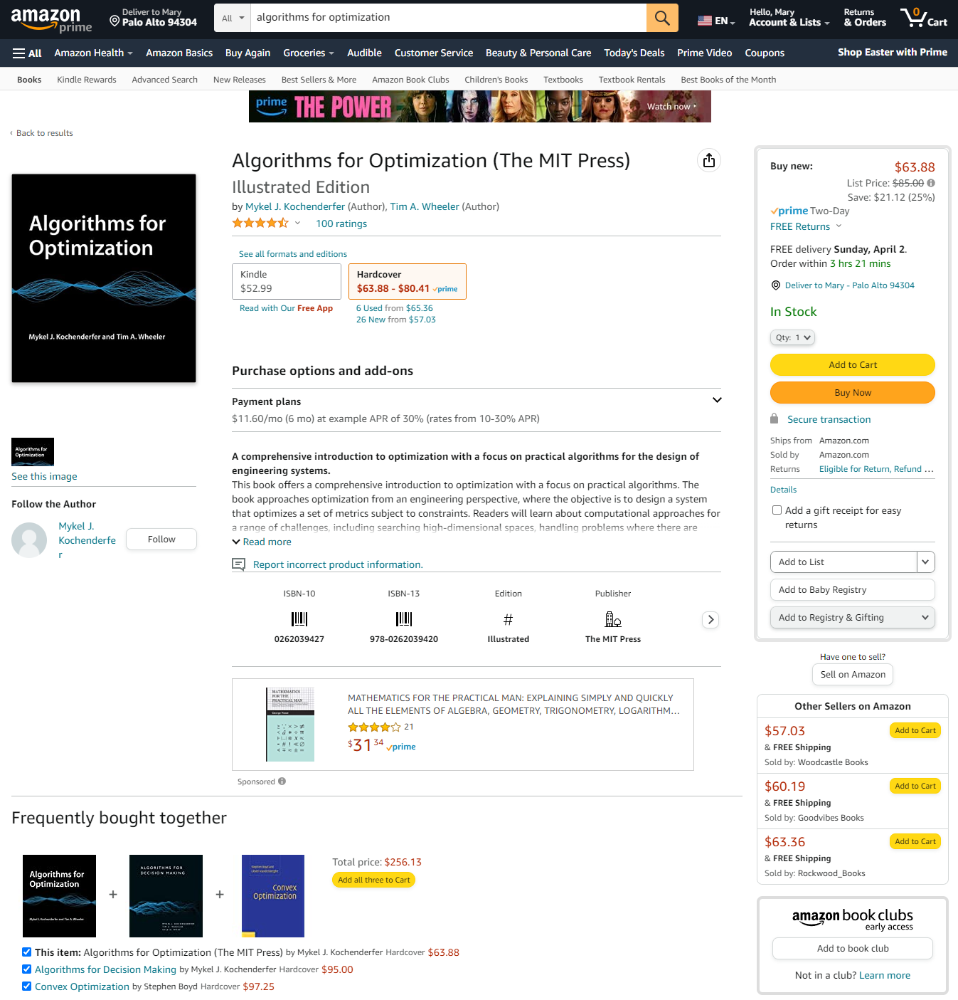 amazon
prime
Deliver to Mary
Palo Alto 94304
All
algorithms for optimization
EN
Hello, Mary
Account & Lists
Returns
& Orders
0
Cart
All
Amazon Health
Amazon Basics
Buy Again
Groceries
Audible
Customer Service
Beauty & Personal Care
Today's Deals
Prime Video
Coupons
Shop Easter with Prime
Books
Kindle Rewards
Advanced Search
New Releases
Best Sellers & More
Amazon Book Clubs
Children's Books
Textbooks
Textbook Rentals
Best Books of the Month
prime
THE POWER
Watch now
‹ Back to results
Algorithms for
Optimization
Mykel J. Kochenderfer and Tim A. Wheeler
Algorithms for
Optimization
See this image
Follow the Author
Mykel J.
Kochenderfe
r
Follow
Algorithms for Optimization (The MIT Press)
Illustrated Edition
by Mykel J. Kochenderfer (Author), Tim A. Wheeler (Author)
100 ratings
See all formats and editions
Kindle
$52.99
Read with Our Free App
Hardcover
$63.88 - $80.41 prime
6 Used from $65.36
26 New from $57.03
Purchase options and add-ons
Payment plans
$11.60/mo (6 mo) at example APR of 30% (rates from 10-30% APR)
A comprehensive introduction to optimization with a focus on practical algorithms for the design of
engineering systems.
This book offers a comprehensive introduction to optimization with a focus on practical algorithms. The
book approaches optimization from an engineering perspective, where the objective is to design a system
that optimizes a set of metrics subject to constraints. Readers will learn about computational approaches for
a range of challenges, including searching high-dimensional spaces, handling problems where there are
Read more
Report incorrect product information.
ISBN-10
0262039427
ISBN-13
978-0262039420
Edition
#
Illustrated
Publisher
The MIT Press
MATHEMATICS
FOR THE
PRACTICAL MAN
George Howe
MATHEMATICS FOR THE PRACTICAL MAN: EXPLAINING SIMPLY AND QUICKLY
ALL THE ELEMENTS OF ALGEBRA, GEOMETRY, TRIGONOMETRY, LOGARITHM...
21
$31 34 prime
Sponsored
Buy new:
$63.88
List Price: $85.00
Save: $21.12 (25%)
prime Two-Day
FREE Returns
FREE delivery Sunday, April 2.
Order within 3 hrs 21 mins
Deliver to Mary - Palo Alto 94304
In Stock
Qty: 1
Add to Cart
Buy Now
Secure transaction
Ships from Amazon.com
Sold by Amazon.com
Returns Eligible for Return, Refund ...
Details
Add a gift receipt for easy
returns
Add to List
Add to Baby Registry
Add to Registry & Gifting
Have one to sell?
Sell on Amazon
Other Sellers on Amazon
$57.03
Add to Cart
& FREE Shipping
Sold by: Woodcastle Books
$60.19
Add to Cart
& FREE Shipping
Sold by: Goodvibes Books
$63.36
Add to Cart
& FREE Shipping
Sold by: Rockwood_Books
amazon book clubs
early access
Add to book club
Not in a club? Learn more
Frequently bought together
Algorithms for
Optimization
Mykel J. Kochenderfer and Tim A. Wheeler
+
ALGORITHMS FOR
DECISION MAKING
+
Stephen Boyd and
Lieven Vandenberghe
Convex
Optimization
Total price: $256.13
Add all three to Cart
This item: Algorithms for Optimization (The MIT Press) by Mykel J. Kochenderfer Hardcover $63.88
Algorithms for Decision Making by Mykel J. Kochenderfer Hardcover $95.00
Convex Optimization by Stephen Boyd Hardcover $97.25